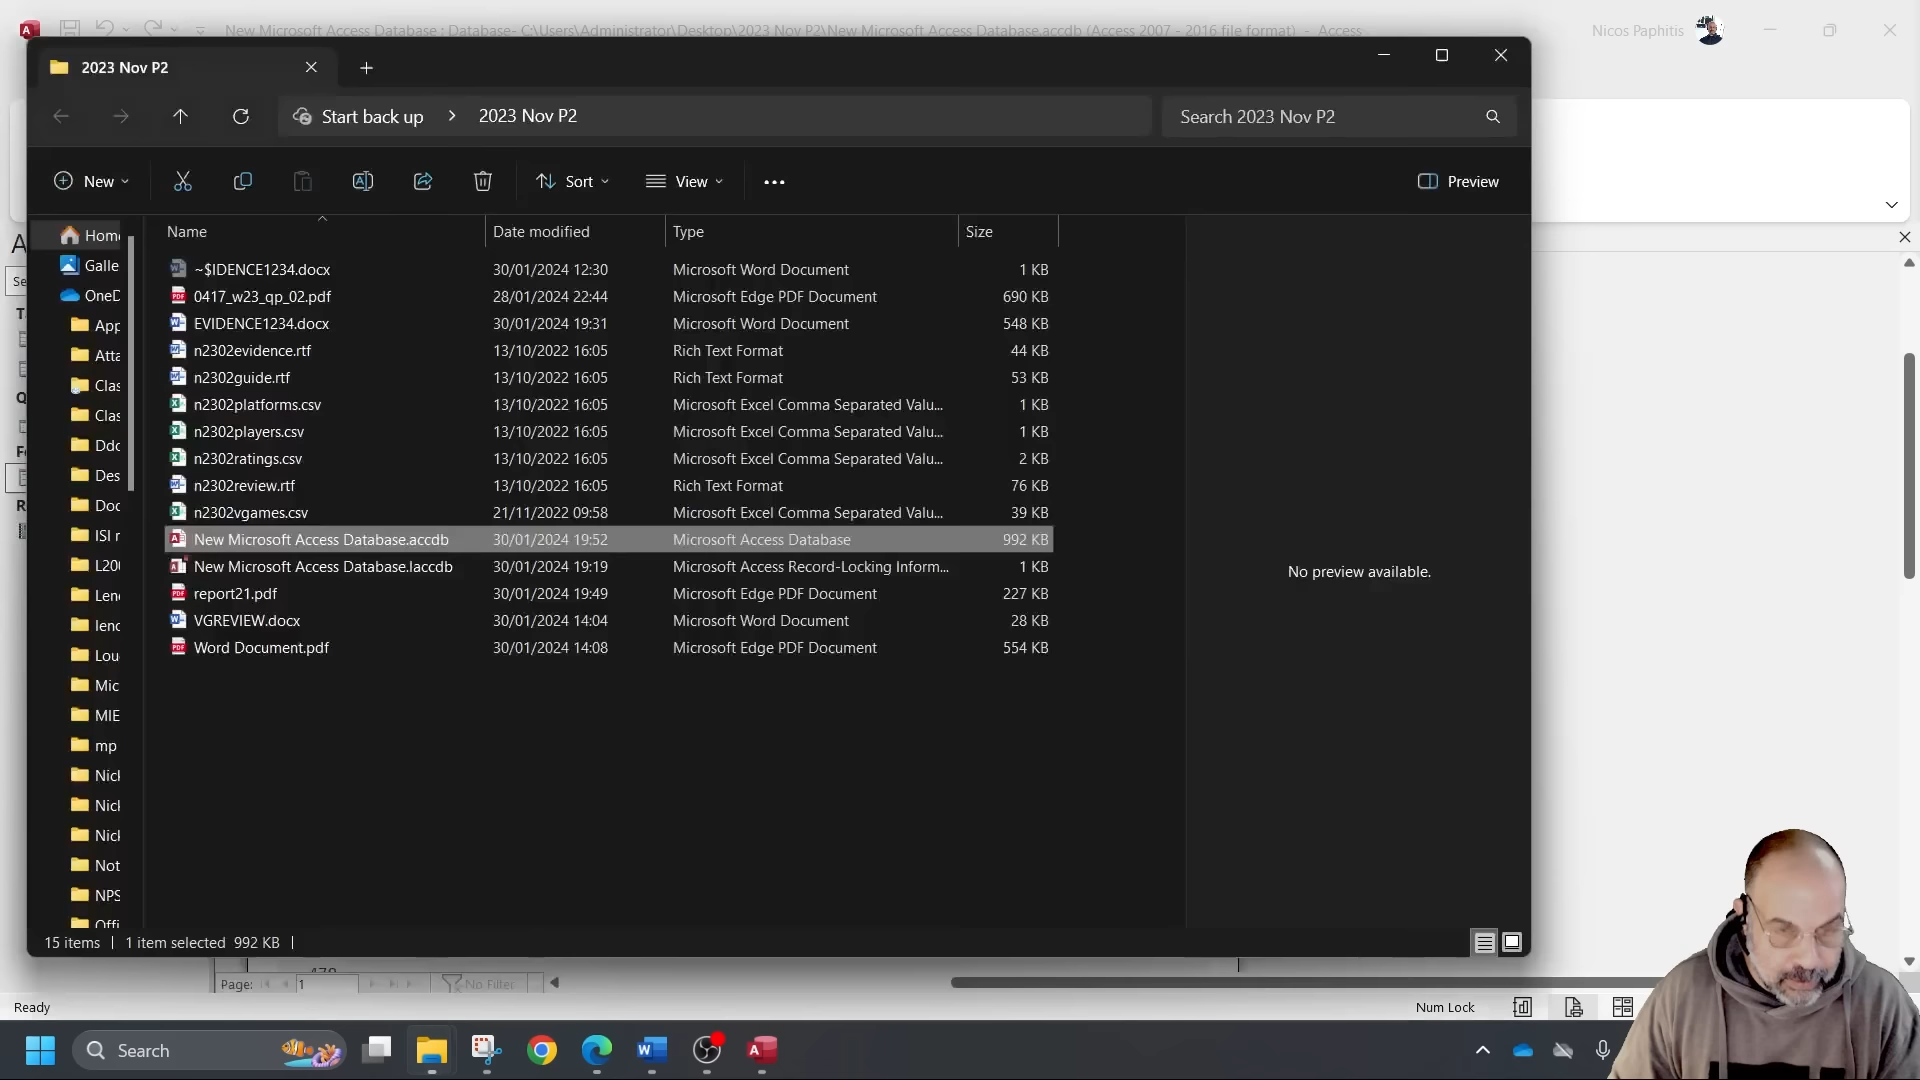 New Microsoft Access Database : Database- C:\Users\Administrator\Desktop\2023 Nov P2\New Microsoft Access Database.accdb (Access 2007 - 2016 file format) - Access
Nicos Paphitis
2023 Nov P2
Start back up > 2023 Nov P2
Search 2023 Nov P2
New
Sort
View
Preview
Name Date modified Type Size
Home
Galle
OneD
App
Atta
Clas
Clas
Ddo
Des
Doc
ISI r
L200
Len
lenc
Lou
Mic
MIE
mp
Nick
Nick
Nick
Not
NPS
Offi
~$IDENCE1234.docx 30/01/2024 12:30 Microsoft Word Document 1 KB
0417_w23_qp_02.pdf 28/01/2024 22:44 Microsoft Edge PDF Document 690 KB
EVIDENCE1234.docx 30/01/2024 19:31 Microsoft Word Document 548 KB
n2302evidence.rtf 13/10/2022 16:05 Rich Text Format 44 KB
n2302guide.rtf 13/10/2022 16:05 Rich Text Format 53 KB
n2302platforms.csv 13/10/2022 16:05 Microsoft Excel Comma Separated Valu... 1 KB
n2302players.csv 13/10/2022 16:05 Microsoft Excel Comma Separated Valu... 1 KB
n2302ratings.csv 13/10/2022 16:05 Microsoft Excel Comma Separated Valu... 2 KB
n2302review.rtf 13/10/2022 16:05 Rich Text Format 76 KB
n2302vgames.csv 21/11/2022 09:58 Microsoft Excel Comma Separated Valu... 39 KB
New Microsoft Access Database.accdb 30/01/2024 19:52 Microsoft Access Database 992 KB
New Microsoft Access Database.laccdb 30/01/2024 19:19 Microsoft Access Record-Locking Inform... 1 KB
report21.pdf 30/01/2024 19:49 Microsoft Edge PDF Document 227 KB
VGREVIEW.docx 30/01/2024 14:04 Microsoft Word Document 28 KB
Word Document.pdf 30/01/2024 14:08 Microsoft Edge PDF Document 554 KB
No preview available.
15 items | 1 item selected 992 KB |
Page: 1 No Filter
Ready
Num Lock
Search